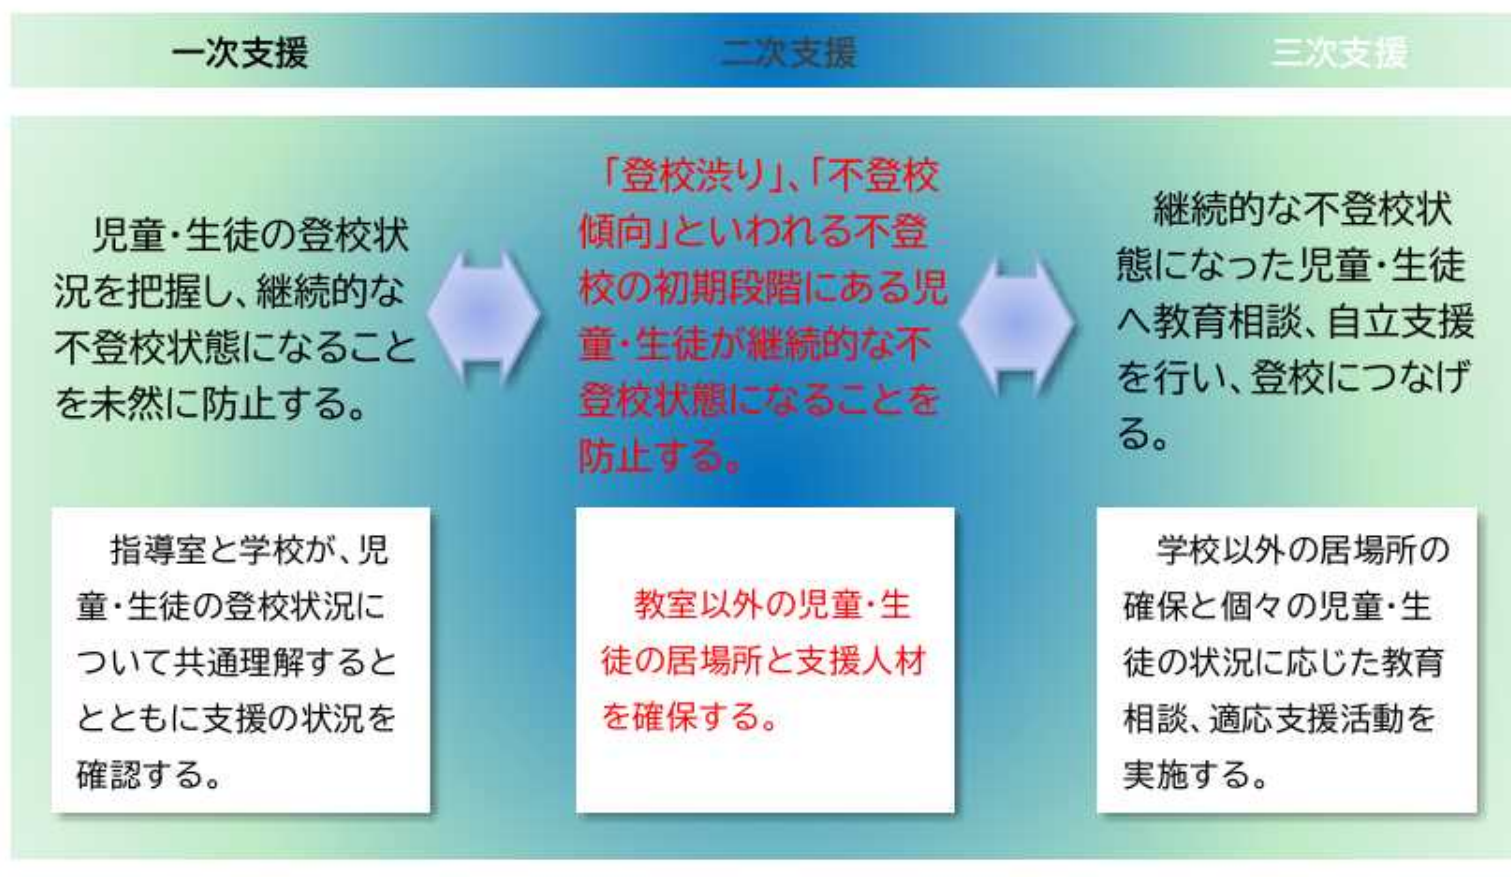 一次支援
二次支援
三次支援
児童・生徒の登校状
況を把握し、継続的な
不登校状態になること
を未然に防止する。
「登校渋り」、「不登校
傾向」といわれる不登
校の初期段階にある児
童・生徒が継続的な不
登校状態になることを
防止する。
継続的な不登校状
態になった児童・生徒
へ教育相談、自立支援
を行い、登校につなげ
る。
指導室と学校が、児
童・生徒の登校状況に
ついて共通理解すると
とともに支援の状況を
確認する。
教室以外の児童・生
徒の居場所と支援人材
を確保する。
学校以外の居場所の
確保と個々の児童・生
徒の状況に応じた教育
相談、適応支援活動を
実施する。